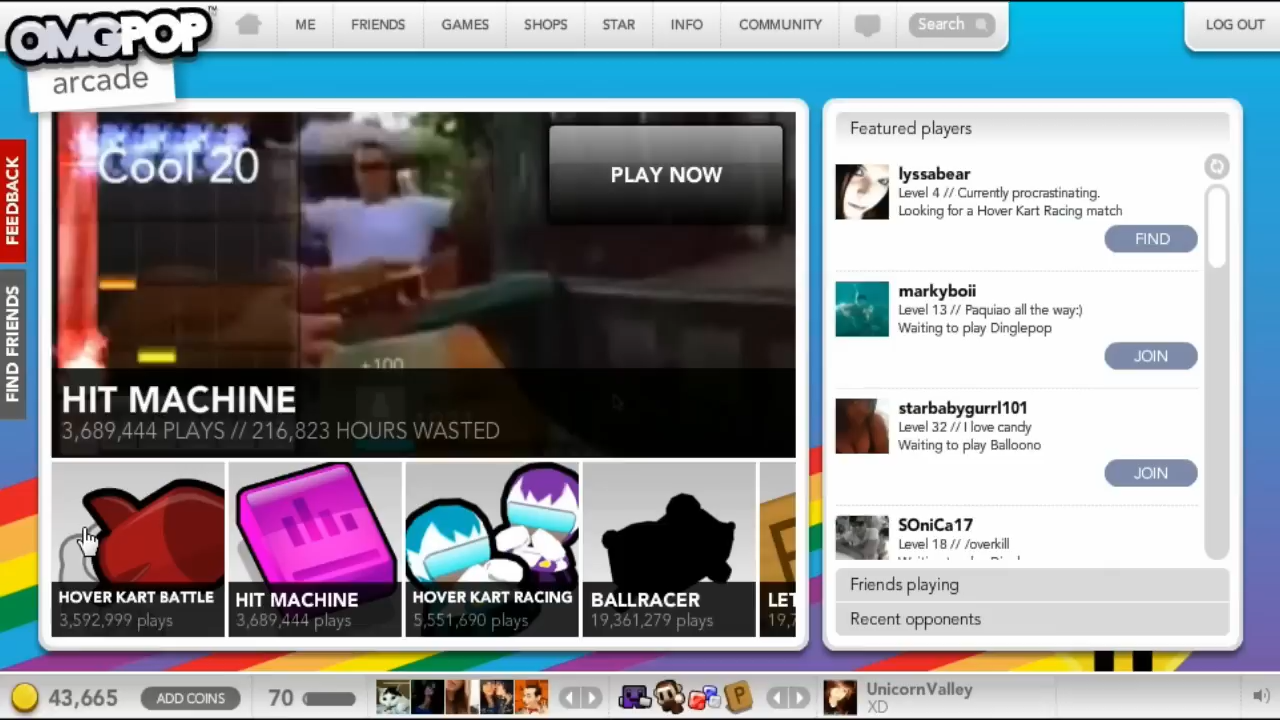 OMGPOP™
arcade
ME
FRIENDS
GAMES
SHOPS
STAR
INFO
COMMUNITY
Search
LOG OUT
FEEDBACK
FIND FRIENDS
Cool 20
PLAY NOW
+100
HIT MACHINE
3,689,444 PLAYS // 216,823 HOURS WASTED
HOVER KART BATTLE
3,592,999 plays
HIT MACHINE
3,689,444 plays
HOVER KART RACING
5,551,690 plays
BALLRACER
19,361,279 plays
LET
19,7
Featured players
lyssabear
Level 4 // Currently procrastinating.
Looking for a Hover Kart Racing match
FIND
markyboii
Level 13 // Paquiao all the way:)
Waiting to play Dinglepop
JOIN
starbabygurrl101
Level 32 // I love candy
Waiting to play Balloono
JOIN
SOniCa17
Level 18 // /overkill
Friends playing
Recent opponents
43,665
ADD COINS
70
P
UnicornValley
XD